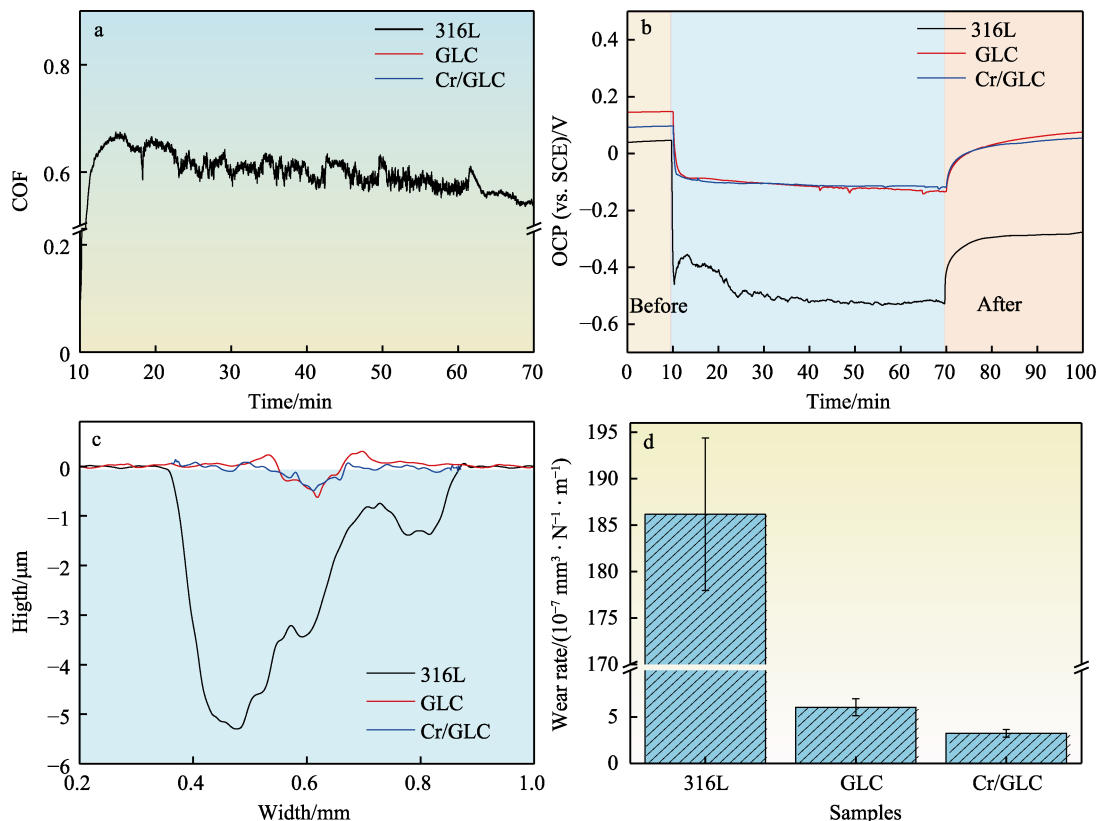 a
316L
GLC
Cr/GLC
0.8
0.6
0.2
0
COF
10 20 30 40 50 60 70
Time/min
b
316L
GLC
Cr/GLC
0.4
0.2
0
−0.2
−0.4
−0.6
OCP (vs. SCE)/V
Before
After
0 10 20 30 40 50 60 70 80 90 100
Time/min
c
0
−1
−2
−3
−4
−5
−6
Higth/μm
316L
GLC
Cr/GLC
0.2 0.4 0.6 0.8 1.0
Width/mm
d
195
190
185
180
175
170
5
0
Wear rate/(10⁻⁷ mm³ · N⁻¹ · m⁻¹)
316L GLC Cr/GLC
Samples